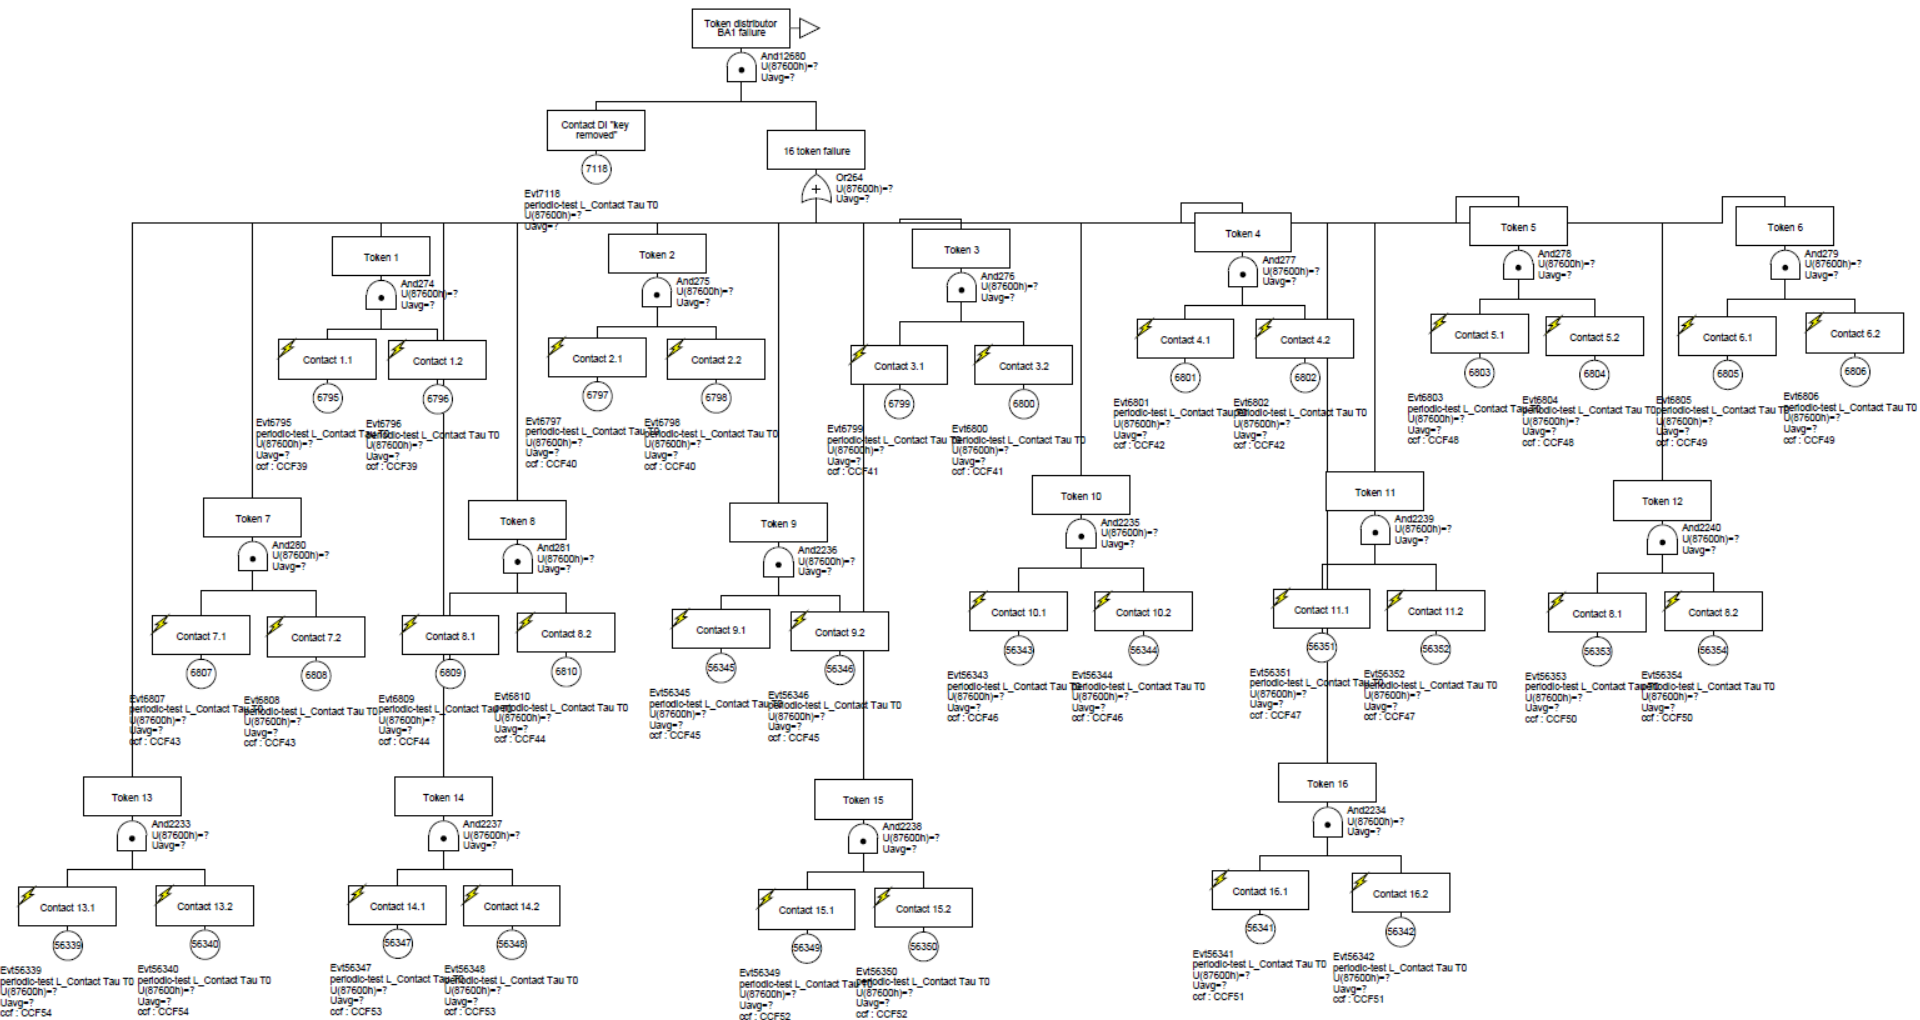 Token distributor
BA1 failure
And12680
U(87600h)=?
Uavg=?
Contact DI "key
removed"
7118
Evt7118
periodic-test L_Contact Tau T0
U(87600h)=?
Uavg=?
16 token failure
Or264
U(87600h)=?
Uavg=?
Token 1
And274
U(87600h)=?
Uavg=?
Contact 1.1
6795
Evt6795
periodic-test L_Contact Tau T0
U(87600h)=?
Uavg=?
ccf : CCF39
Contact 1.2
6796
Evt6796
periodic-test L_Contact Tau T0
U(87600h)=?
Uavg=?
ccf : CCF39
Token 2
And275
U(87600h)=?
Uavg=?
Contact 2.1
6797
Evt6797
periodic-test L_Contact Tau T0
U(87600h)=?
Uavg=?
ccf : CCF40
Contact 2.2
6798
Evt6798
periodic-test L_Contact Tau T0
U(87600h)=?
Uavg=?
ccf : CCF40
Token 3
And276
U(87600h)=?
Uavg=?
Contact 3.1
6799
Evt6799
periodic-test L_Contact Tau T0
U(87600h)=?
Uavg=?
ccf : CCF41
Contact 3.2
6800
Evt6800
periodic-test L_Contact Tau T0
U(87600h)=?
Uavg=?
ccf : CCF41
Token 4
And277
U(87600h)=?
Uavg=?
Contact 4.1
6801
Evt6801
periodic-test L_Contact Tau T0
U(87600h)=?
Uavg=?
ccf : CCF42
Contact 4.2
6802
Evt6802
periodic-test L_Contact Tau T0
U(87600h)=?
Uavg=?
ccf : CCF42
Token 5
And278
U(87600h)=?
Uavg=?
Contact 5.1
6803
Evt6803
periodic-test L_Contact Tau T0
U(87600h)=?
Uavg=?
ccf : CCF48
Contact 5.2
6804
Evt6804
periodic-test L_Contact Tau T0
U(87600h)=?
Uavg=?
ccf : CCF48
Token 6
And279
U(87600h)=?
Uavg=?
Contact 6.1
6805
Evt6805
periodic-test L_Contact Tau T0
U(87600h)=?
Uavg=?
ccf : CCF49
Contact 6.2
6806
Evt6806
periodic-test L_Contact Tau T0
U(87600h)=?
Uavg=?
ccf : CCF49
Token 7
And280
U(87600h)=?
Uavg=?
Contact 7.1
6807
Evt6807
periodic-test L_Contact Tau T0
U(87600h)=?
Uavg=?
ccf : CCF43
Contact 7.2
6808
Evt6808
periodic-test L_Contact Tau T0
U(87600h)=?
Uavg=?
ccf : CCF43
Token 8
And281
U(87600h)=?
Uavg=?
Contact 8.1
6809
Evt6809
periodic-test L_Contact Tau T0
U(87600h)=?
Uavg=?
ccf : CCF44
Contact 8.2
6810
Evt6810
periodic-test L_Contact Tau T0
U(87600h)=?
Uavg=?
ccf : CCF44
Token 9
And2236
U(87600h)=?
Uavg=?
Contact 9.1
56345
Evt56345
periodic-test L_Contact Tau T0
U(87600h)=?
Uavg=?
ccf : CCF45
Contact 9.2
56346
Evt56346
periodic-test L_Contact Tau T0
U(87600h)=?
Uavg=?
ccf : CCF45
Token 10
And2235
U(87600h)=?
Uavg=?
Contact 10.1
56343
Evt56343
periodic-test L_Contact Tau T0
U(87600h)=?
Uavg=?
ccf : CCF46
Contact 10.2
56344
Evt56344
periodic-test L_Contact Tau T0
U(87600h)=?
Uavg=?
ccf : CCF46
Token 11
And2239
U(87600h)=?
Uavg=?
Contact 11.1
56351
Evt56351
periodic-test L_Contact Tau T0
U(87600h)=?
Uavg=?
ccf : CCF47
Contact 11.2
56352
Evt56352
periodic-test L_Contact Tau T0
U(87600h)=?
Uavg=?
ccf : CCF47
Token 12
And2240
U(87600h)=?
Uavg=?
Contact 8.1
56353
Evt56353
periodic-test L_Contact Tau T0
U(87600h)=?
Uavg=?
ccf : CCF50
Contact 8.2
56354
Evt56354
periodic-test L_Contact Tau T0
U(87600h)=?
Uavg=?
ccf : CCF50
Token 13
And2233
U(87600h)=?
Uavg=?
Contact 13.1
56339
Evt56339
periodic-test L_Contact Tau T0
U(87600h)=?
Uavg=?
ccf : CCF54
Contact 13.2
56340
Evt56340
periodic-test L_Contact Tau T0
U(87600h)=?
Uavg=?
ccf : CCF54
Token 14
And2237
U(87600h)=?
Uavg=?
Contact 14.1
56347
Evt56347
periodic-test L_Contact Tau T0
U(87600h)=?
Uavg=?
ccf : CCF53
Contact 14.2
56348
Evt56348
periodic-test L_Contact Tau T0
U(87600h)=?
Uavg=?
ccf : CCF53
Token 15
And2238
U(87600h)=?
Uavg=?
Contact 15.1
56349
Evt56349
periodic-test L_Contact Tau T0
U(87600h)=?
Uavg=?
ccf : CCF52
Contact 15.2
56350
Evt56350
periodic-test L_Contact Tau T0
U(87600h)=?
Uavg=?
ccf : CCF52
Token 16
And2234
U(87600h)=?
Uavg=?
Contact 16.1
56341
Evt56341
periodic-test L_Contact Tau T0
U(87600h)=?
Uavg=?
ccf : CCF51
Contact 16.2
56342
Evt56342
periodic-test L_Contact Tau T0
U(87600h)=?
Uavg=?
ccf : CCF51